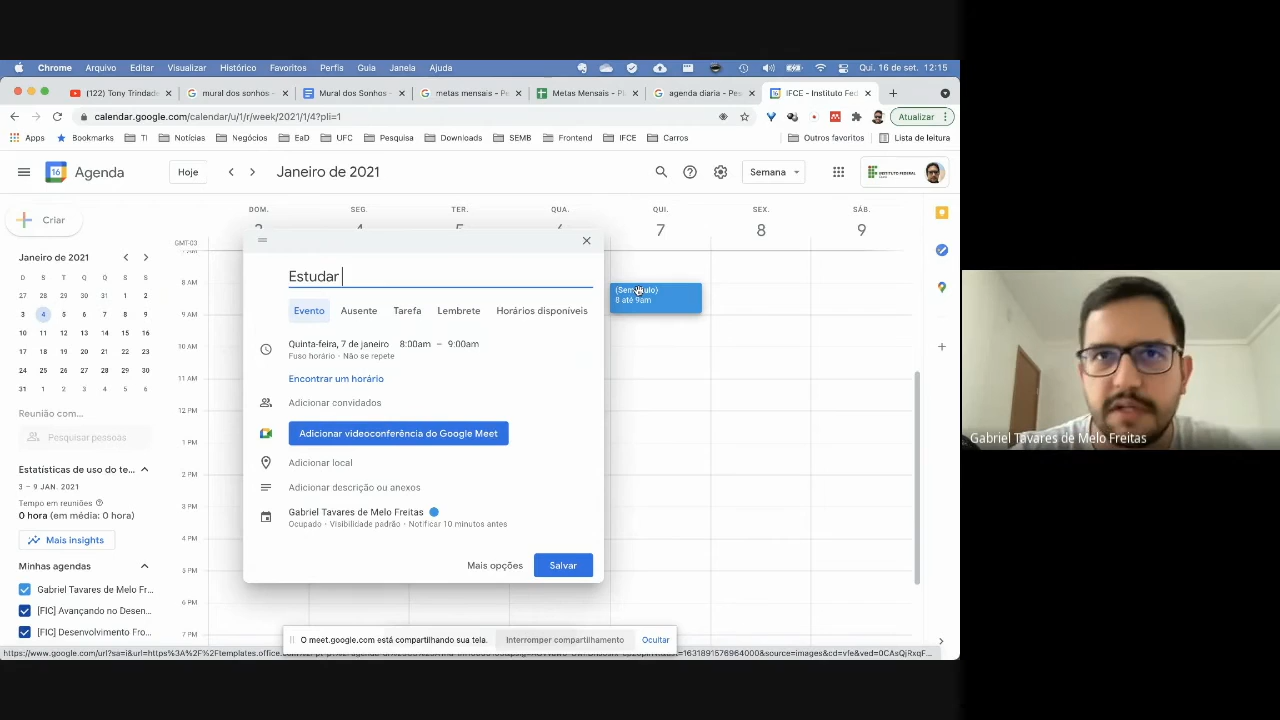 Chrome Arquivo Editar Visualizar Histórico Favoritos Perfis Guia Janela Ajuda Qui. 16 de set. 12:15
(122) Tony Trindade
mural dos sonhos -
Mural dos Sonhos -
metas mensais - Pe
Metas Mensais - Pla
agenda diaria - Pes
IFCE - Instituto Fed
calendar.google.com/calendar/u/1/r/week/2021/1/4?pli=1
Atualizar
Apps Bookmarks TI Notícias Negócios EaD UFC Pesquisa Downloads SEMB Frontend IFCE Carros Outros favoritos Lista de leitura
16 Agenda Hoje Janeiro de 2021 Semana INSTITUTO FEDERAL
Criar
DOM. SEG. TER. QUA. QUI. SEX. SÁB.
7 8 9
GMT-03
Janeiro de 2021
D S T Q Q S S
27 28 29 30 31 1 2
3 4 5 6 7 8 9
10 11 12 13 14 15 16
17 18 19 20 21 22 23
24 25 26 27 28 29 30
31 1 2 3 4 5 6
Reunião com...
Pesquisar pessoas
Estatísticas de uso do te...
3 – 9 JAN. 2021
Tempo em reuniões
0 hora (em média: 0 hora)
Mais insights
Minhas agendas
Gabriel Tavares de Melo Fr...
[FIC] Avançando no Desen...
[FIC] Desenvolvimento Fro...
8 AM
9 AM
10 AM
11 AM
12 PM
1 PM
2 PM
3 PM
4 PM
5 PM
6 PM
7 PM
8 até 9am
Estudar
Evento Ausente Tarefa Lembrete Horários disponíveis
Quinta-feira, 7 de janeiro 8:00am – 9:00am
Fuso horário · Não se repete
Encontrar um horário
Adicionar convidados
Adicionar videoconferência do Google Meet
Adicionar local
Adicionar descrição ou anexos
Gabriel Tavares de Melo Freitas
Ocupado · Visibilidade padrão · Notificar 10 minutos antes
Mais opções Salvar
O meet.google.com está compartilhando sua tela. Interromper compartilhamento Ocultar
Gabriel Tavares de Melo Freitas